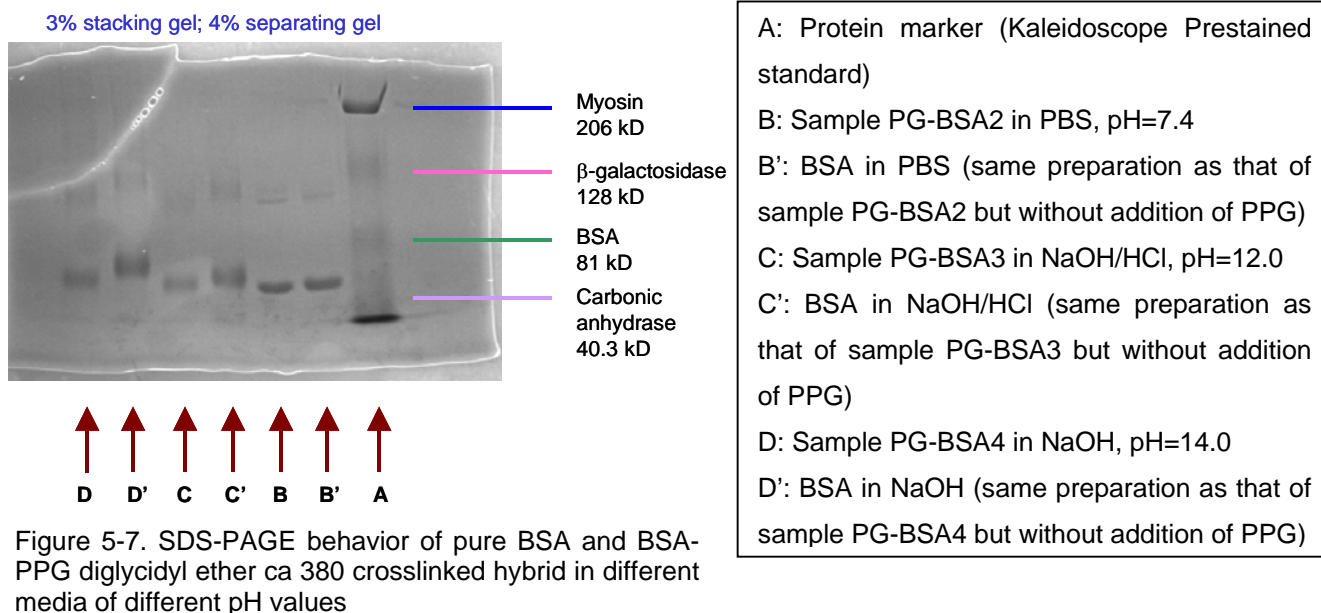 3% stacking gel; 4% separating gel
Myosin
206 kD
β-galactosidase
128 kD
BSA
81 kD
Carbonic
anhydrase
40.3 kD
D D' C C' B B' A
Figure 5-7. SDS-PAGE behavior of pure BSA and BSA-
PPG diglycidyl ether ca 380 crosslinked hybrid in different
media of different pH values
A: Protein marker (Kaleidoscope Prestained
standard)
B: Sample PG-BSA2 in PBS, pH=7.4
B': BSA in PBS (same preparation as that of
sample PG-BSA2 but without addition of PPG)
C: Sample PG-BSA3 in NaOH/HCl, pH=12.0
C': BSA in NaOH/HCl (same preparation as
that of sample PG-BSA3 but without addition
of PPG)
D: Sample PG-BSA4 in NaOH, pH=14.0
D': BSA in NaOH (same preparation as that of
sample PG-BSA4 but without addition of PPG)